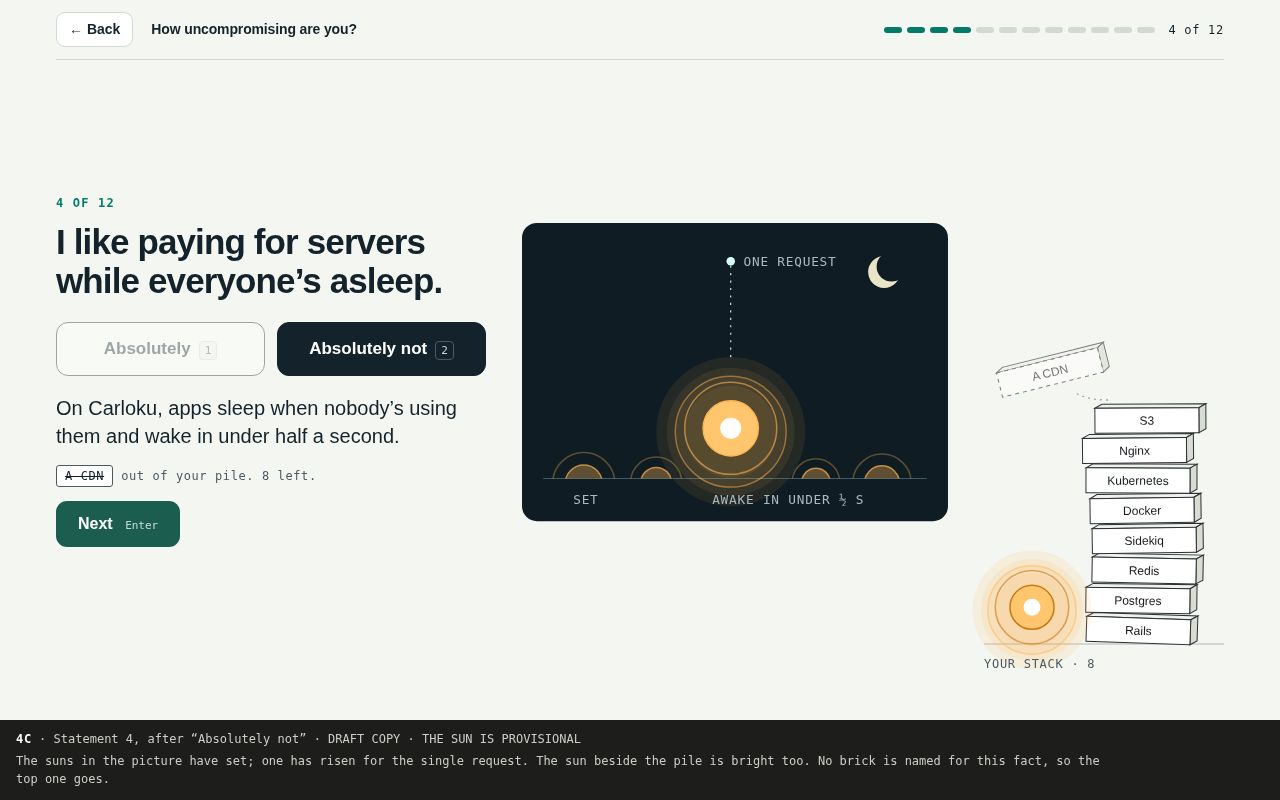 ← Back
How uncompromising are you?
4 of 12
4 OF 12
I like paying for servers
while everyone’s asleep.
Absolutely 1
Absolutely not 2
On Carloku, apps sleep when nobody’s using
them and wake in under half a second.
A CDN out of your pile. 8 left.
Next Enter
ONE REQUEST
SET
AWAKE IN UNDER ½ S
A CDN
S3
Nginx
Kubernetes
Docker
Sidekiq
Redis
Postgres
Rails
YOUR STACK · 8
4C · Statement 4, after “Absolutely not” · DRAFT COPY · THE SUN IS PROVISIONAL
The suns in the picture have set; one has risen for the single request. The sun beside the pile is bright too. No brick is named for this fact, so the
top one goes.